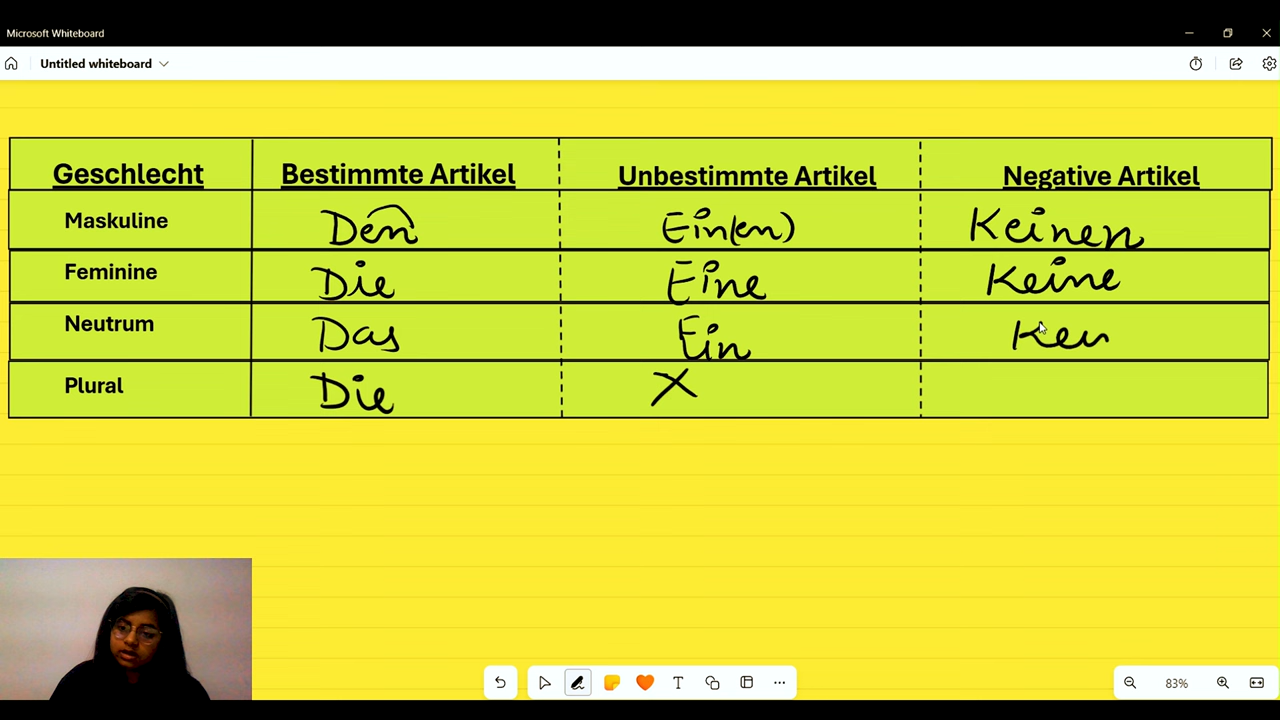 Microsoft Whiteboard
Untitled whiteboard
Geschlecht Bestimmte Artikel Unbestimmte Artikel Negative Artikel
Maskuline Den Ein(en) Keinen
Feminine Die Eine Keine
Neutrum Das Ein Ken
Plural Die X
83%